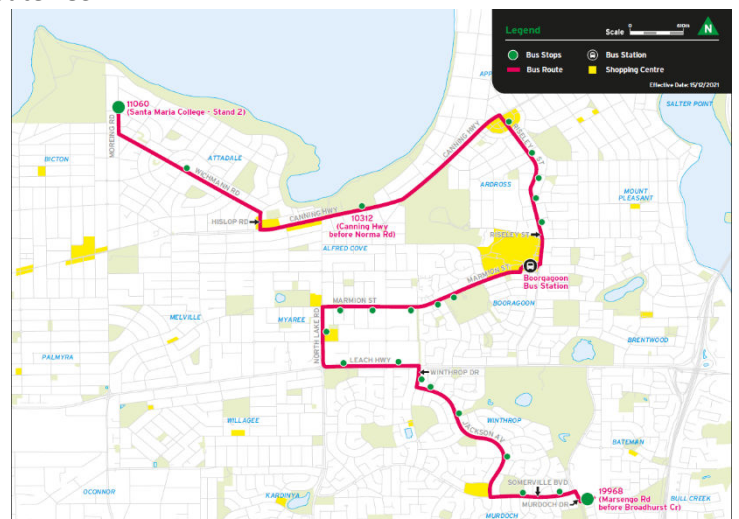 Legend
Scale
0
Bus Stops
Bus Station
Bus Route
Shopping Centre
Effective Date: 15/12/2021
N
SALTER POINT
11060
(Santa Maria College - Stand 2)
MOREING RD
BICTON
ATTADALE
WICHMANN RD
HISLOP RD
CANNING HWY
10312
(Canning Hwy
before Norma Rd)
CANNING HWY
ARDROSS
MOUNT
PLEASANT
RISELEY ST
ALFRED COVE
Booragoon
Bus Station
MARMION ST
MARMION ST
BOORAGOON
NORTH LAKE RD
MYAREE
MELVILLE
BRENTWOOD
PALMYRA
LEACH HWY
WINTHROP DR
WILLAGEE
WINTHROP
JACKSON AV
BATEMAN
SOMERVILLE BVD
MURDOCH DR
19968
(Marsengo Rd
before Broadhurst Cr)
BULL CREEK
O'CONNOR
KARDINYA
MURDOCH